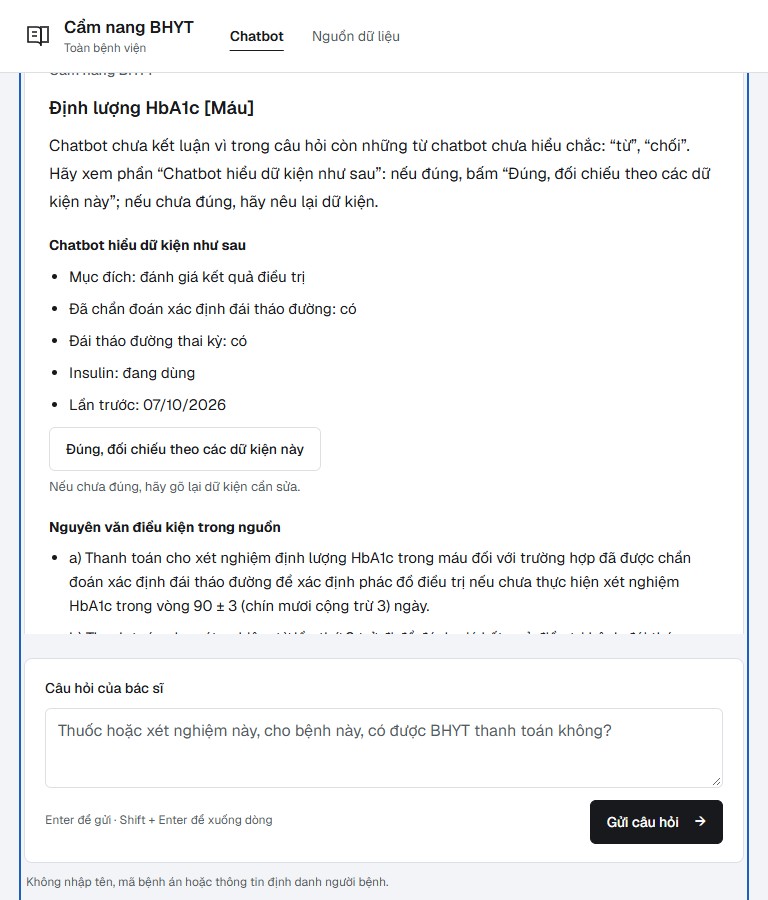 Cẩm nang BHYT
Toàn bệnh viện
Chatbot
Nguồn dữ liệu
Định lượng HbA1c [Máu]
Chatbot chưa kết luận vì trong câu hỏi còn những từ chatbot chưa hiểu chắc: “từ”, “chối”.
Hãy xem phần “Chatbot hiểu dữ kiện như sau”: nếu đúng, bấm “Đúng, đối chiếu theo các dữ
kiện này”; nếu chưa đúng, hãy nêu lại dữ kiện.
Chatbot hiểu dữ kiện như sau
• Mục đích: đánh giá kết quả điều trị
• Đã chẩn đoán xác định đái tháo đường: có
• Đái tháo đường thai kỳ: có
• Insulin: đang dùng
• Lần trước: 07/10/2026
Đúng, đối chiếu theo các dữ kiện này
Nếu chưa đúng, hãy gõ lại dữ kiện cần sửa.
Nguyên văn điều kiện trong nguồn
• a) Thanh toán cho xét nghiệm định lượng HbA1c trong máu đối với trường hợp đã được chẩn
đoán xác định đái tháo đường để xác định phác đồ điều trị nếu chưa thực hiện xét nghiệm
HbA1c trong vòng 90 ± 3 (chín mươi cộng trừ 3) ngày.
Câu hỏi của bác sĩ
Thuốc hoặc xét nghiệm này, cho bệnh này, có được BHYT thanh toán không?
Enter để gửi · Shift + Enter để xuống dòng
Gửi câu hỏi →
Không nhập tên, mã bệnh án hoặc thông tin định danh người bệnh.